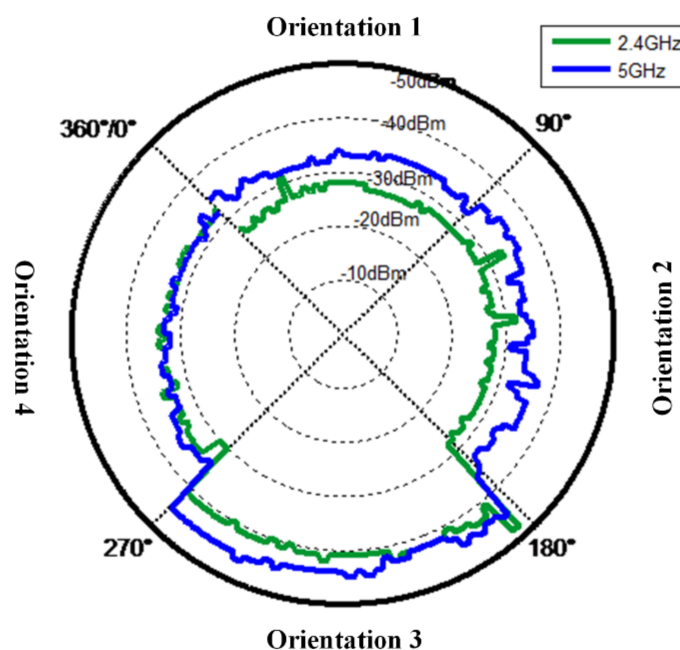 Orientation 1
2.4GHz
5GHz
-50dBm
-40dBm
360°/0°
90°
-30dBm
-20dBm
-10dBm
Orientation 4
Orientation 2
270°
180°
Orientation 3